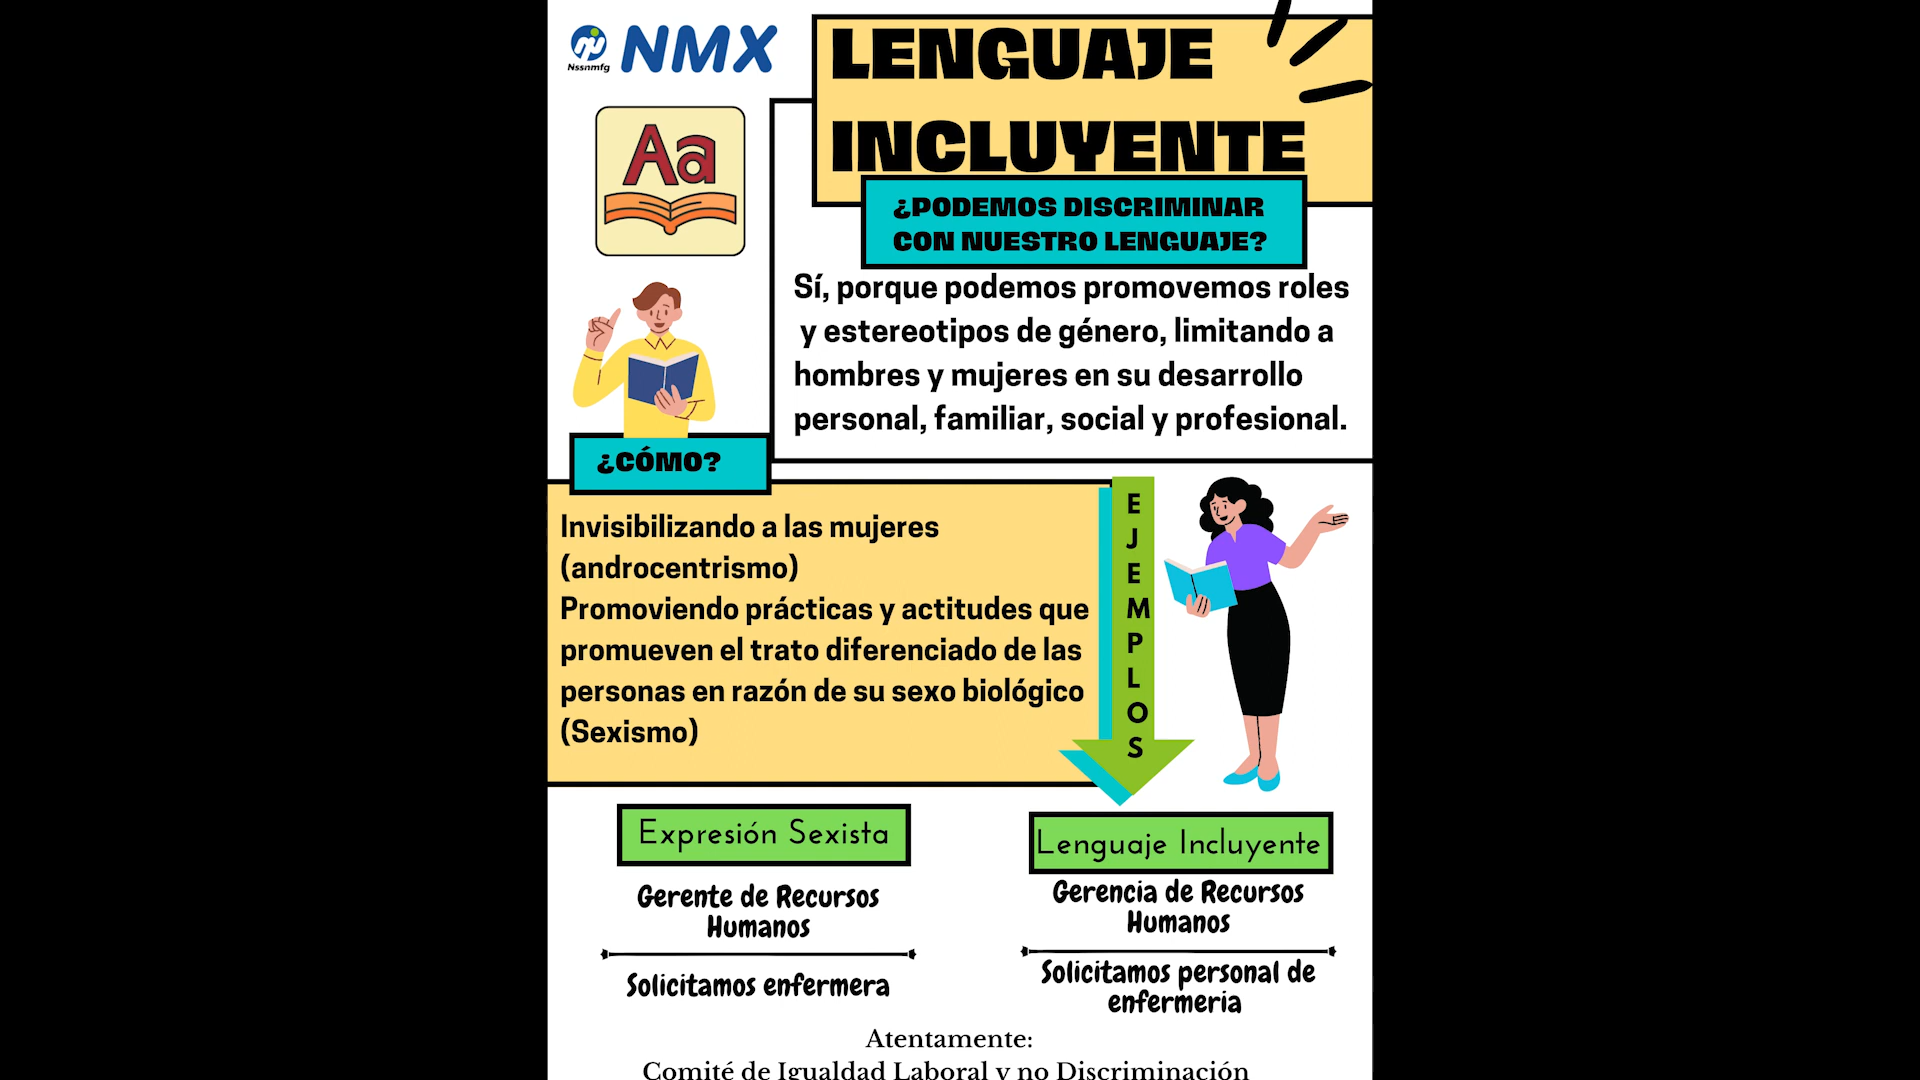 Nssnmfg
NMX
LENGUAJE
INCLUYENTE
Aa
¿PODEMOS DISCRIMINAR
CON NUESTRO LENGUAJE?
Sí, porque podemos promovemos roles
y estereotipos de género, limitando a
hombres y mujeres en su desarrollo
personal, familiar, social y profesional.
¿CÓMO?
Invisibilizando a las mujeres
(androcentrismo)
Promoviendo prácticas y actitudes que
promueven el trato diferenciado de las
personas en razón de su sexo biológico
(Sexismo)
EJEMPLOS
Expresión Sexista
Gerente de Recursos
Humanos
Solicitamos enfermera
Lenguaje Incluyente
Gerencia de Recursos
Humanos
Solicitamos personal de
enfermeria
Atentamente:
Comité de Igualdad Laboral y no Discriminación